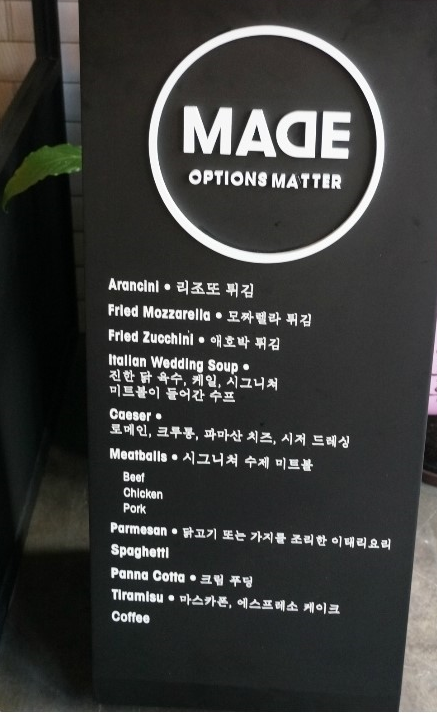 MADE
OPTIONS MATTER
Arancini • 리조또 튀김
Fried Mozzarella • 모짜렐라 튀김
Fried Zucchini • 애호박 튀김
Italian Wedding Soup •
진한 닭 육수, 케일, 시그니쳐
미트볼이 들어간 수프
Caeser •
로메인, 크루통, 파마산 치즈, 시저 드레싱
Meatballs • 시그니쳐 수제 미트볼
Beef
Chicken
Pork
Parmesan • 닭고기 또는 가지를 조리한 이태리요리
Spaghetti
Panna Cotta • 크림 푸딩
Tiramisu • 마스카폰, 에스프레소 케이크
Coffee